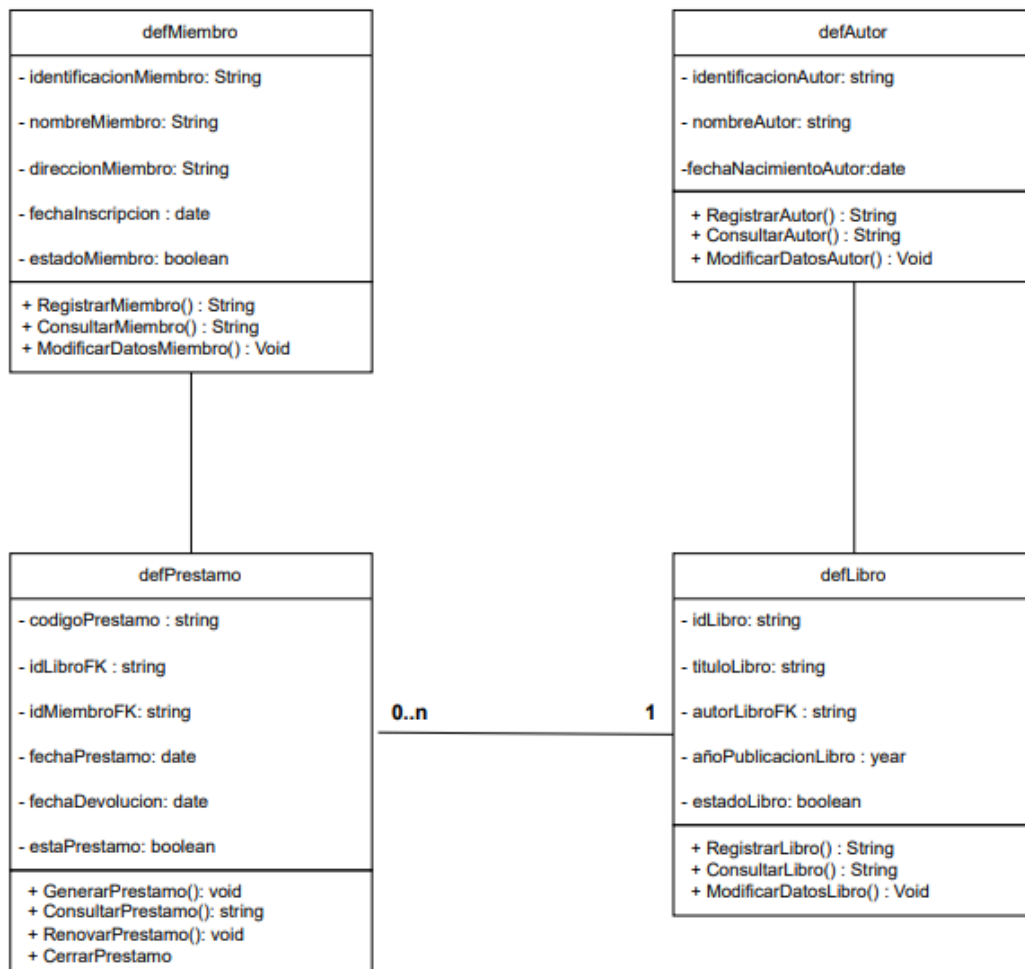 defMiembro
- identificacionMiembro: String
- nombreMiembro: String
- direccionMiembro: String
- fechaInscripcion : date
- estadoMiembro: boolean
+ RegistrarMiembro() : String
+ ConsultarMiembro() : String
+ ModificarDatosMiembro() : Void
defAutor
- identificacionAutor: string
- nombreAutor: string
-fechaNacimientoAutor:date
+ RegistrarAutor() : String
+ ConsultarAutor() : String
+ ModificarDatosAutor() : Void
defPrestamo
- codigoPrestamo : string
- idLibroFK : string
- idMiembroFK: string
- fechaPrestamo: date
- fechaDevolucion: date
- estaPrestamo: boolean
+ GenerarPrestamo(): void
+ ConsultarPrestamo(): string
+ RenovarPrestamo(): void
+ CerrarPrestamo
0..n
1
defLibro
- idLibro: string
- tituloLibro: string
- autorLibroFK : string
- añoPublicacionLibro : year
- estadoLibro: boolean
+ RegistrarLibro() : String
+ ConsultarLibro() : String
+ ModificarDatosLibro() : Void